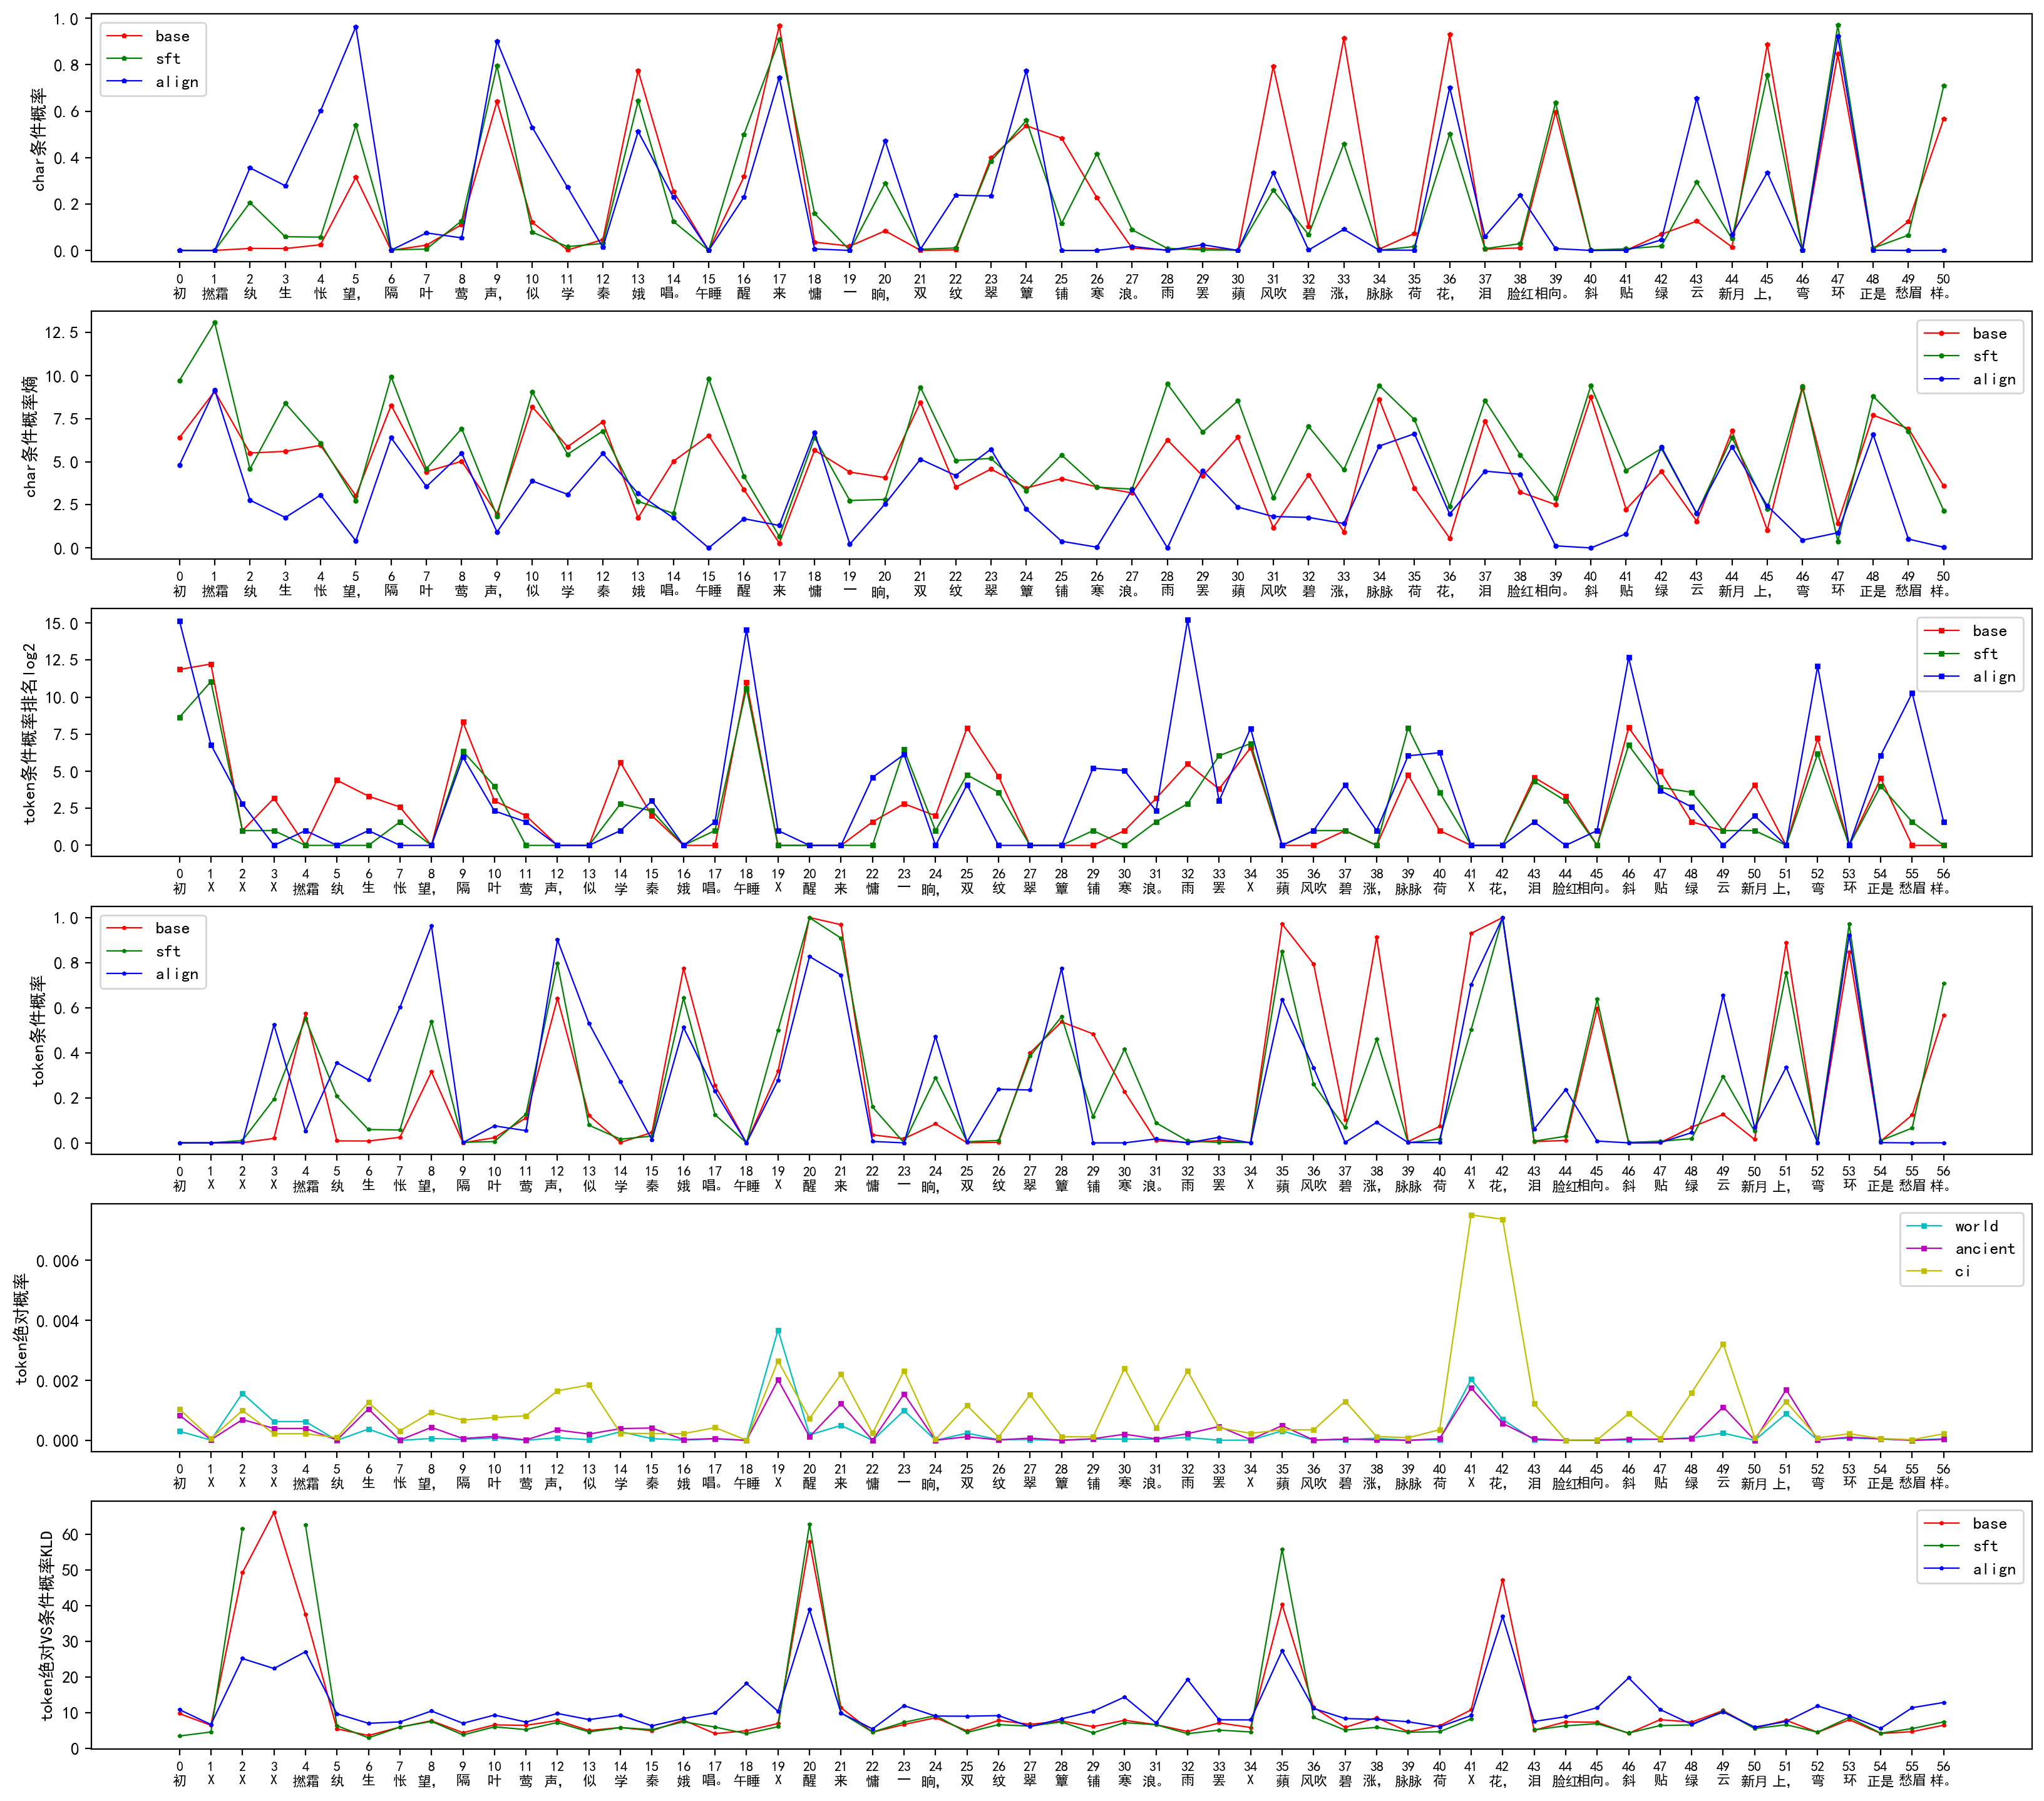 1.0
0.8
0.6
0.4
0.2
0.0
char条件概率
base
sft
align
0 1 2 3 4 5 6 7 8 9 10 11 12 13 14 15 16 17 18 19 20 21 22 23 24 25 26 27 28 29 30 31 32 33 34 35 36 37 38 39 40 41 42 43 44 45 46 47 48 49 50
初 撚霜 纨 生 怅 望, 隔 叶 莺 声, 似 学 秦 娥 唱。 午睡 醒 来 慵 一 晌, 双 纹 翠 簟 铺 寒 浪。 雨 罢 蘋 风吹 碧 涨, 脉脉 荷 花, 泪 脸红 相向。 斜 贴 绿 云 新月 上, 弯 环 正是 愁眉 样。
12.5
10.0
7.5
5.0
2.5
0.0
char条件概率熵
base
sft
align
0 1 2 3 4 5 6 7 8 9 10 11 12 13 14 15 16 17 18 19 20 21 22 23 24 25 26 27 28 29 30 31 32 33 34 35 36 37 38 39 40 41 42 43 44 45 46 47 48 49 50
初 撚霜 纨 生 怅 望, 隔 叶 莺 声, 似 学 秦 娥 唱。 午睡 醒 来 慵 一 晌, 双 纹 翠 簟 铺 寒 浪。 雨 罢 蘋 风吹 碧 涨, 脉脉 荷 花, 泪 脸红 相向。 斜 贴 绿 云 新月 上, 弯 环 正是 愁眉 样。
15.0
12.5
10.0
7.5
5.0
2.5
0.0
token条件概率排名log2
base
sft
align
0 1 2 3 4 5 6 7 8 9 10 11 12 13 14 15 16 17 18 19 20 21 22 23 24 25 26 27 28 29 30 31 32 33 34 35 36 37 38 39 40 41 42 43 44 45 46 47 48 49 50 51 52 53 54 55 56
初 X X X 撚霜 纨 生 怅 望, 隔 叶 莺 声, 似 学 秦 娥 唱。 午睡 X 醒 来 慵 一 晌, 双 纹 翠 簟 铺 寒 浪。 雨 罢 X 蘋 风吹 碧 涨, 脉脉 荷 X 花, 泪 脸红 相向。 斜 贴 绿 云 新月 上, 弯 环 正是 愁眉 样。
1.0
0.8
0.6
0.4
0.2
0.0
token条件概率
base
sft
align
0 1 2 3 4 5 6 7 8 9 10 11 12 13 14 15 16 17 18 19 20 21 22 23 24 25 26 27 28 29 30 31 32 33 34 35 36 37 38 39 40 41 42 43 44 45 46 47 48 49 50 51 52 53 54 55 56
初 X X X 撚霜 纨 生 怅 望, 隔 叶 莺 声, 似 学 秦 娥 唱。 午睡 X 醒 来 慵 一 晌, 双 纹 翠 簟 铺 寒 浪。 雨 罢 X 蘋 风吹 碧 涨, 脉脉 荷 X 花, 泪 脸红 相向。 斜 贴 绿 云 新月 上, 弯 环 正是 愁眉 样。
0.006
0.004
0.002
0.000
token绝对概率
world
ancient
ci
0 1 2 3 4 5 6 7 8 9 10 11 12 13 14 15 16 17 18 19 20 21 22 23 24 25 26 27 28 29 30 31 32 33 34 35 36 37 38 39 40 41 42 43 44 45 46 47 48 49 50 51 52 53 54 55 56
初 X X X 撚霜 纨 生 怅 望, 隔 叶 莺 声, 似 学 秦 娥 唱。 午睡 X 醒 来 慵 一 晌, 双 纹 翠 簟 铺 寒 浪。 雨 罢 X 蘋 风吹 碧 涨, 脉脉 荷 X 花, 泪 脸红 相向。 斜 贴 绿 云 新月 上, 弯 环 正是 愁眉 样。
60
50
40
30
20
10
0
token绝对VS条件概率KLD
base
sft
align
0 1 2 3 4 5 6 7 8 9 10 11 12 13 14 15 16 17 18 19 20 21 22 23 24 25 26 27 28 29 30 31 32 33 34 35 36 37 38 39 40 41 42 43 44 45 46 47 48 49 50 51 52 53 54 55 56
初 X X X 撚霜 纨 生 怅 望, 隔 叶 莺 声, 似 学 秦 娥 唱。 午睡 X 醒 来 慵 一 晌, 双 纹 翠 簟 铺 寒 浪。 雨 罢 X 蘋 风吹 碧 涨, 脉脉 荷 X 花, 泪 脸红 相向。 斜 贴 绿 云 新月 上, 弯 环 正是 愁眉 样。